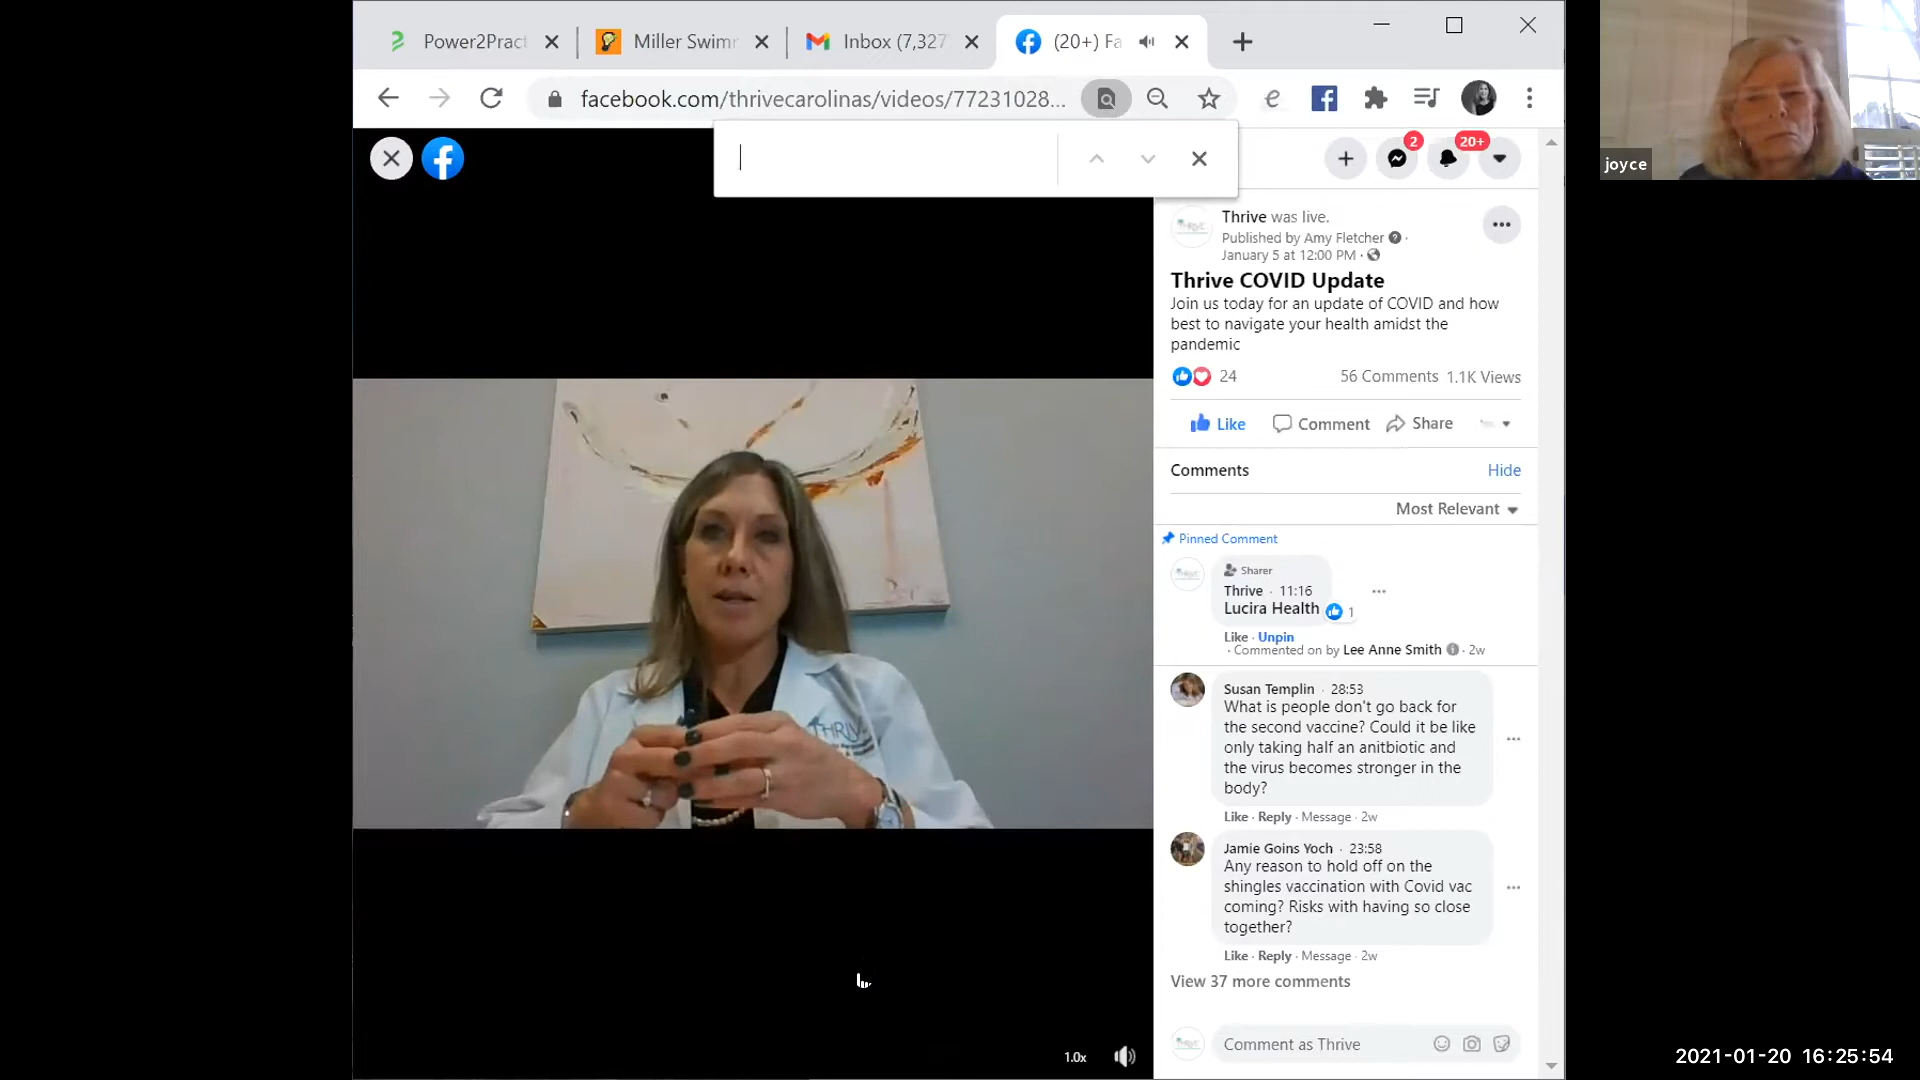 Power2Pract
Miller Swimm
Inbox (7,327
(20+) Fa
facebook.com/thrivecarolinas/videos/77231028...
2
20+
Thrive was live.
Published by Amy Fletcher ·
January 5 at 12:00 PM ·
Thrive COVID Update
Join us today for an update of COVID and how
best to navigate your health amidst the
pandemic
24 56 Comments 1.1K Views
Like Comment Share
Comments Hide
Most Relevant
Pinned Comment
Sharer
Thrive · 11:16
Lucira Health 1
Like · Unpin
· Commented on by Lee Anne Smith · 2w
Susan Templin · 28:53
What is people don't go back for
the second vaccine? Could it be like
only taking half an anitbiotic and
the virus becomes stronger in the
body?
Like · Reply · Message · 2w
Jamie Goins Yoch · 23:58
Any reason to hold off on the
shingles vaccination with Covid vac
coming? Risks with having so close
together?
Like · Reply · Message · 2w
View 37 more comments
Comment as Thrive
1.0x
THRIVE
joyce
2021-01-20 16:25:54